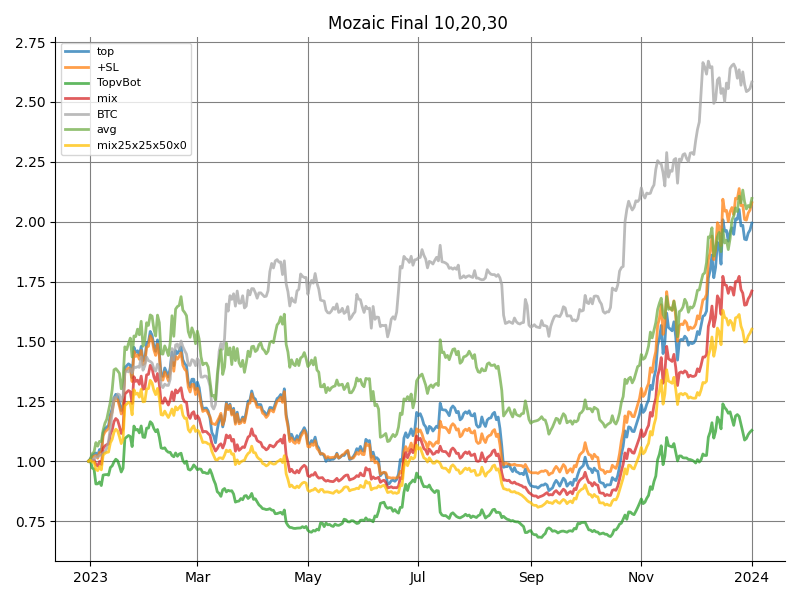 Mozaic Final 10,20,30
2.75
2.50
2.25
2.00
1.75
1.50
1.25
1.00
0.75
top
+SL
TopvBot
mix
BTC
avg
mix25x25x50x0
2023 Mar May Jul Sep Nov 2024